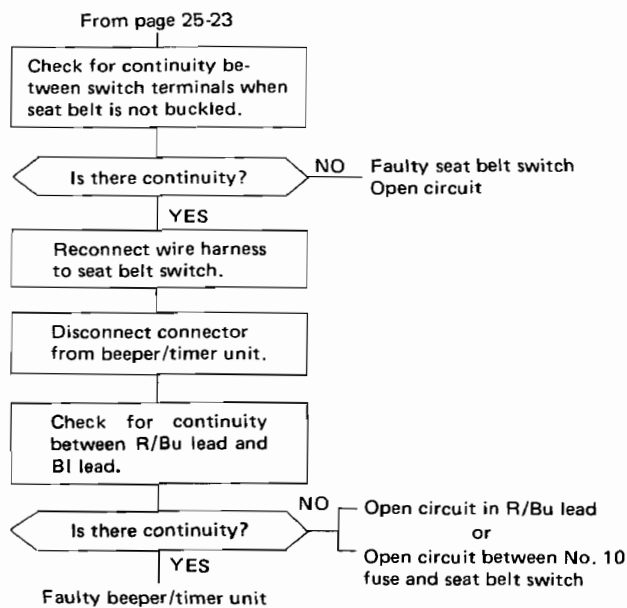 From page 25-23
Check for continuity be-
tween switch terminals when
seat belt is not buckled.
Is there continuity?
NO
Faulty seat belt switch
Open circuit
YES
Reconnect wire harness
to seat belt switch.
Disconnect connector
from beeper/timer unit.
Check for continuity
between R/Bu lead and
Bl lead.
Is there continuity?
NO
Open circuit in R/Bu lead
or
Open circuit between No. 10
fuse and seat belt switch
YES
Faulty beeper/timer unit